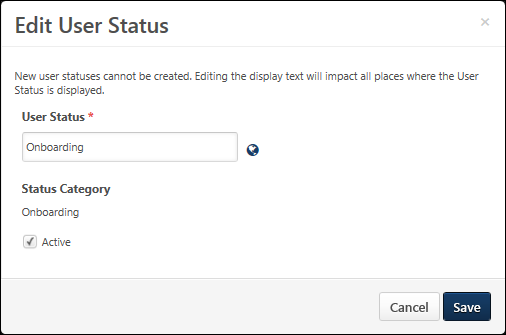 Edit User Status
×
New user statuses cannot be created. Editing the display text will impact all places where the User
Status is displayed.
User Status *
Onboarding
Status Category
Onboarding
Active
Cancel Save